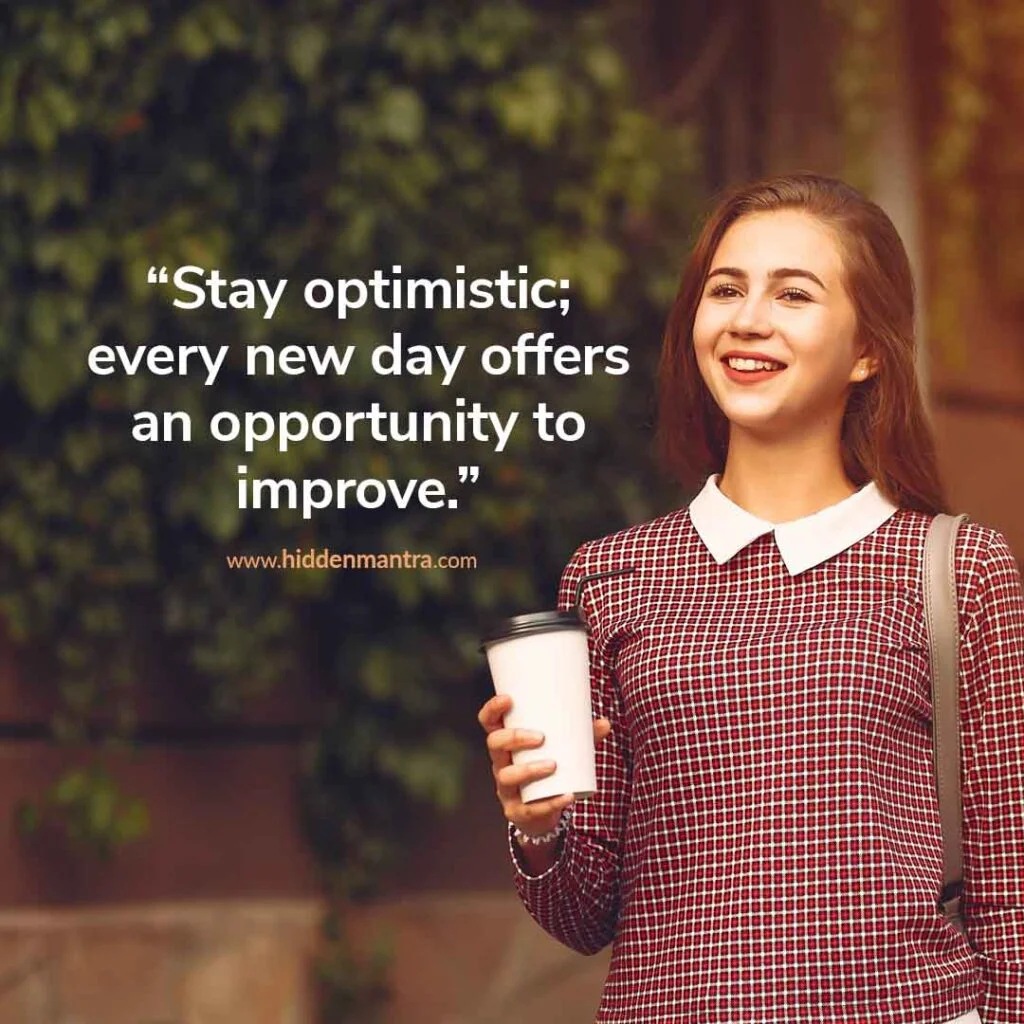 “Stay optimistic;
every new day offers
an opportunity to
improve.”
www.hiddenmantra.com